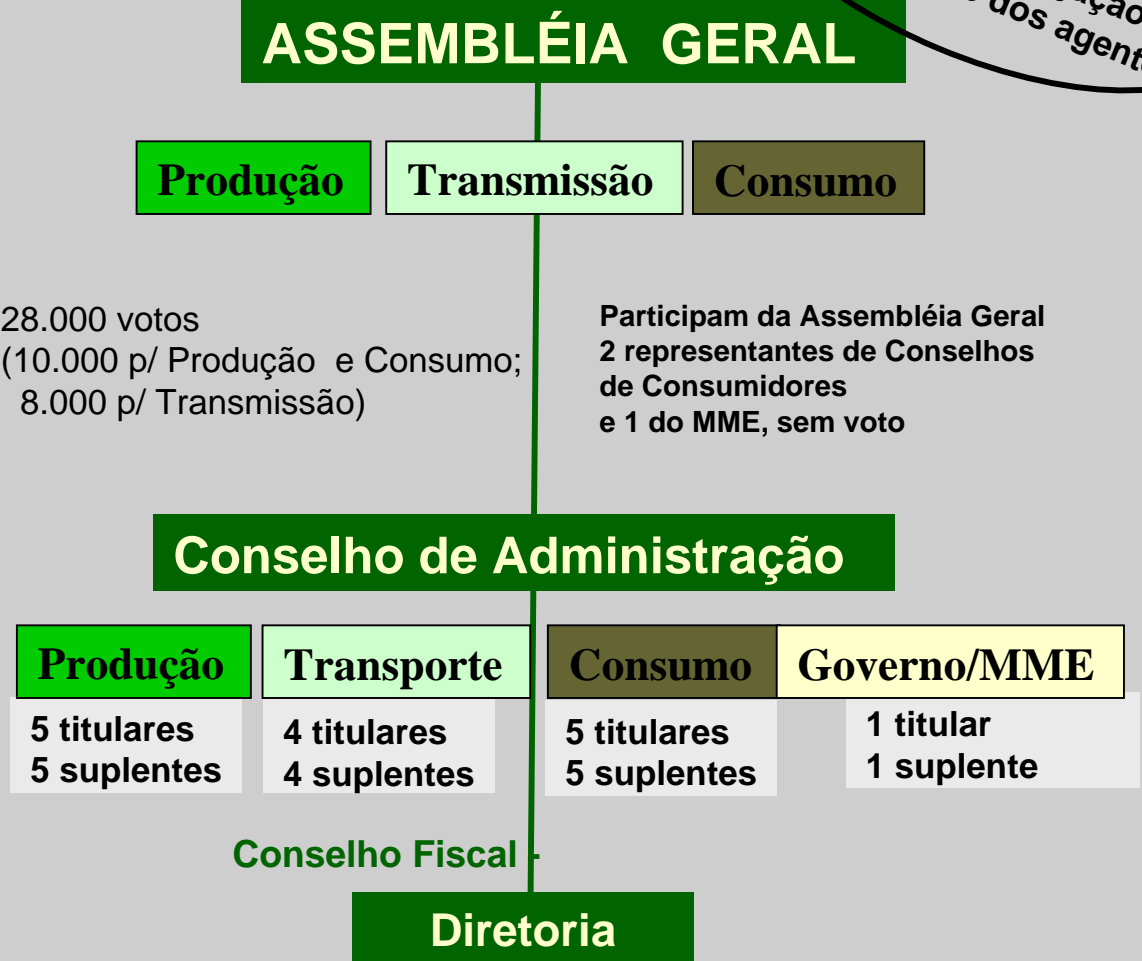 ASSEMBLÉIA GERAL
dos
Produção
Transmissão
Consumo
28.000 votos
(10.000 p/ Produção e Consumo;
8.000 p/ Transmissão)
Participam da Assembléia Geral
2 representantes de Conselhos
de Consumidores
e 1 do MME, sem voto
Conselho de Administração
Produção
Transporte
Consumo
Governo/MME
5 titulares
5 suplentes
4 titulares
4 suplentes
5 titulares
5 suplentes
1 titular
1 suplente
Conselho Fiscal -
Diretoria